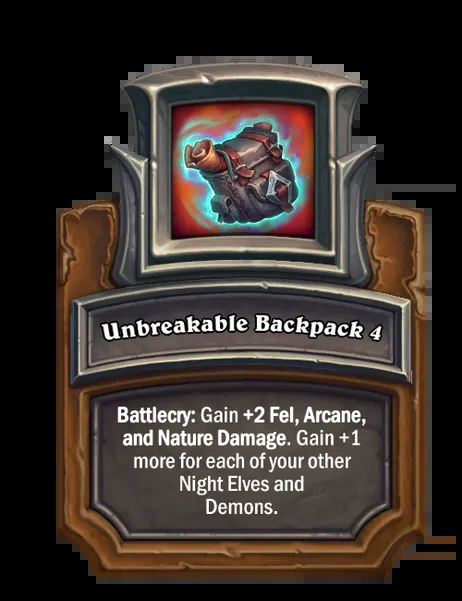 Unbreakable Backpack 4
Battlecry: Gain +2 Fel, Arcane,
and Nature Damage. Gain +1
more for each of your other
Night Elves and
Demons.